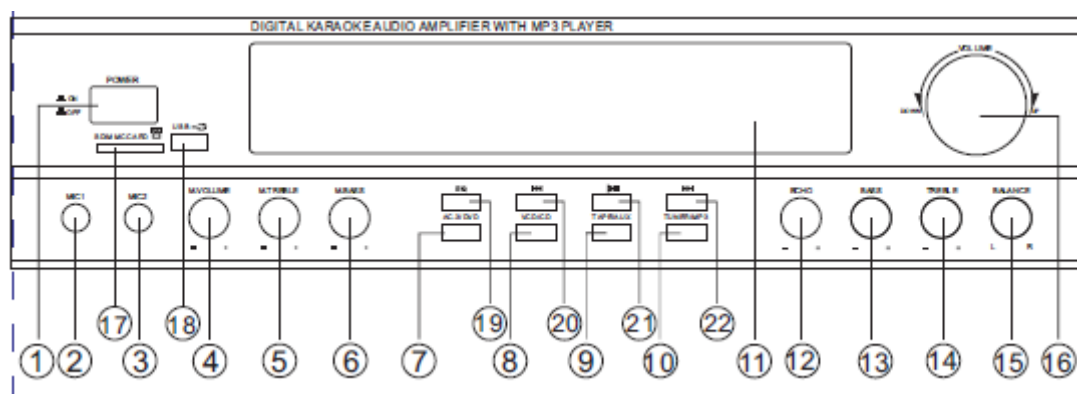 DIGITAL KARAOKE AUDIO AMPLIFIER WITH MP3 PLAYER
POWER
ON
OFF
SD/MMC CARD
USB
VOLUME
DOWN
UP
MIC1
MIC2
M.VOLUME
M.TREBLE
M.BASS
AC-3/DVD
VCD/CD
TAPE/AUX
TUNER/MP3
ECHO
BASS
TREBLE
BALANCE
- +
- +
- +
- +
- +
- +
L R
17 18 19 20 21 22
1 2 3 4 5 6 7 8 9 10 11 12 13 14 15 16